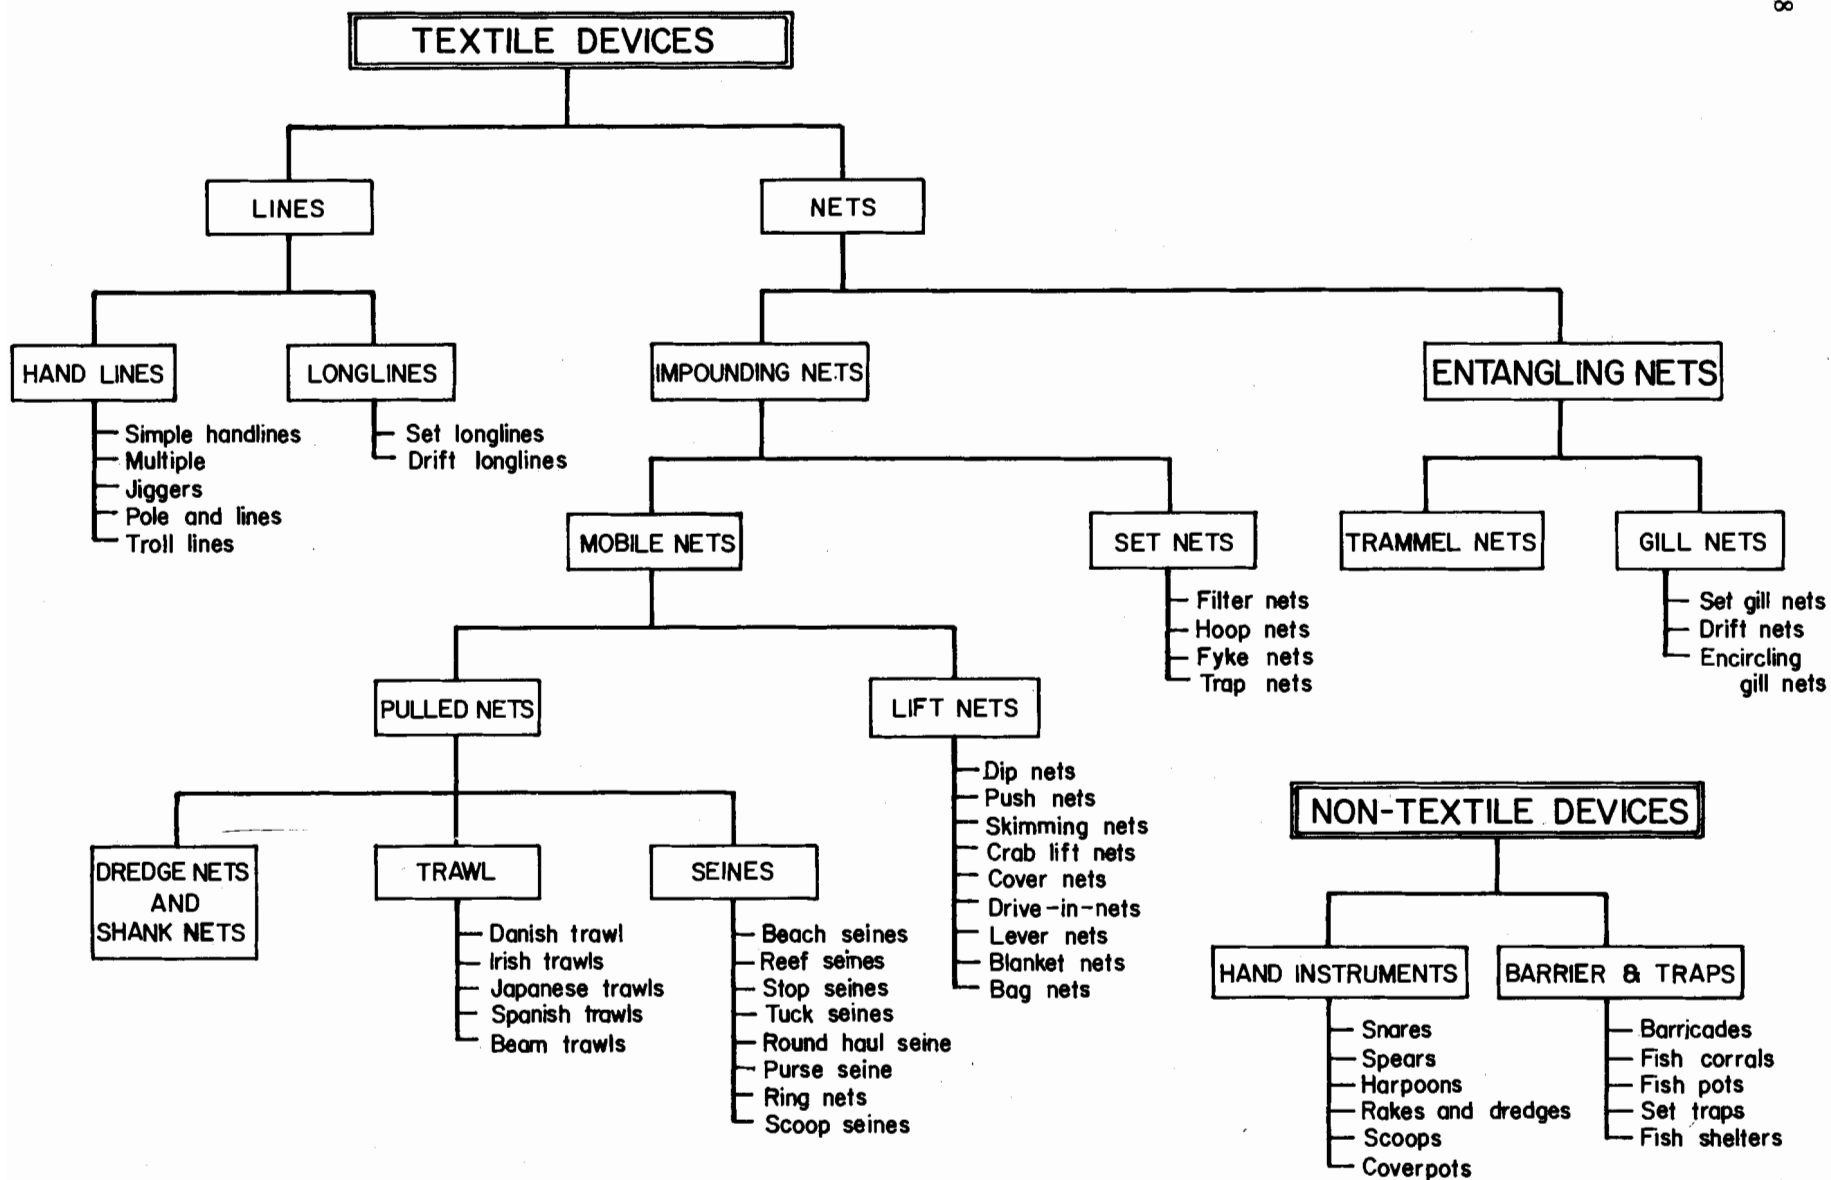 8
TEXTILE DEVICES
LINES
NETS
HAND LINES
LONGLINES
IMPOUNDING NETS
ENTANGLING NETS
Simple handlines
Multiple
Jiggers
Pole and lines
Troll lines
Set longlines
Drift longlines
MOBILE NETS
SET NETS
TRAMMEL NETS
GILL NETS
Filter nets
Hoop nets
Fyke nets
Trap nets
Set gill nets
Drift nets
Encircling
gill nets
PULLED NETS
LIFT NETS
Dip nets
Push nets
Skimming nets
Crab lift nets
Cover nets
Drive-in-nets
Lever nets
Blanket nets
Bag nets
DREDGE NETS
AND
SHANK NETS
TRAWL
SEINES
Danish trawl
Irish trawls
Japanese trawls
Spanish trawls
Beam trawls
Beach seines
Reef seines
Stop seines
Tuck seines
Round haul seine
Purse seine
Ring nets
Scoop seines
NON-TEXTILE DEVICES
HAND INSTRUMENTS
BARRIER & TRAPS
Snares
Spears
Harpoons
Rakes and dredges
Scoops
Coverpots
Barricades
Fish corrals
Fish pots
Set traps
Fish shelters